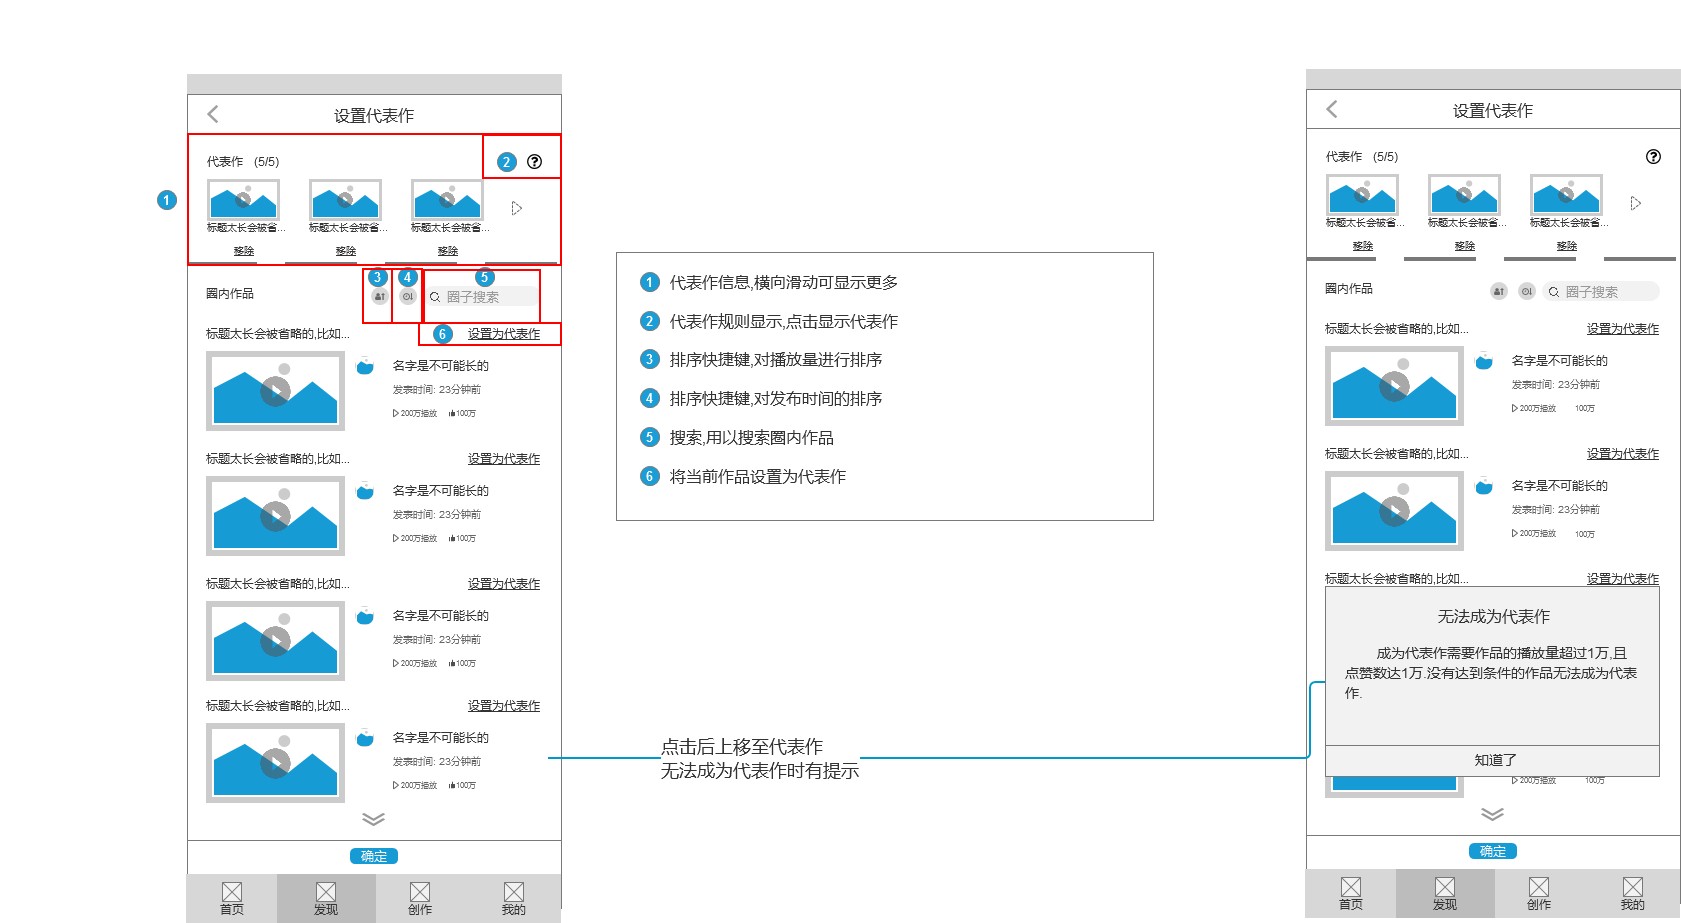 设置代表作
代表作 (5/5)
2
1
标题太长会被省...
标题太长会被省...
标题太长会被省...
移除
移除
移除
3
4
5
圈内作品
圈子搜索
标题太长会被省略的,比如...
6
设置为代表作
名字是不可能长的
发表时间: 23分钟前
200万播放
100万
标题太长会被省略的,比如...
设置为代表作
名字是不可能长的
发表时间: 23分钟前
200万播放
100万
标题太长会被省略的,比如...
设置为代表作
名字是不可能长的
发表时间: 23分钟前
200万播放
100万
标题太长会被省略的,比如...
设置为代表作
名字是不可能长的
发表时间: 23分钟前
200万播放
100万
确定
首页
发现
创作
我的
1 代表作信息,横向滑动可显示更多
2 代表作规则显示,点击显示代表作
3 排序快捷键,对播放量进行排序
4 排序快捷键,对发布时间的排序
5 搜索,用以搜索圈内作品
6 将当前作品设置为代表作
点击后上移至代表作
无法成为代表作时有提示
设置代表作
代表作 (5/5)
标题太长会被省...
标题太长会被省...
标题太长会被省...
移除
移除
移除
圈内作品
圈子搜索
标题太长会被省略的,比如...
设置为代表作
名字是不可能长的
发表时间: 23分钟前
200万播放
100万
标题太长会被省略的,比如...
设置为代表作
名字是不可能长的
发表时间: 23分钟前
200万播放
100万
标题太长会被省略的,比如...
设置为代表作
无法成为代表作
成为代表作需要作品的播放量超过1万,且
点赞数达1万.没有达到条件的作品无法成为代表
作.
知道了
200万播放
100万
确定
首页
发现
创作
我的